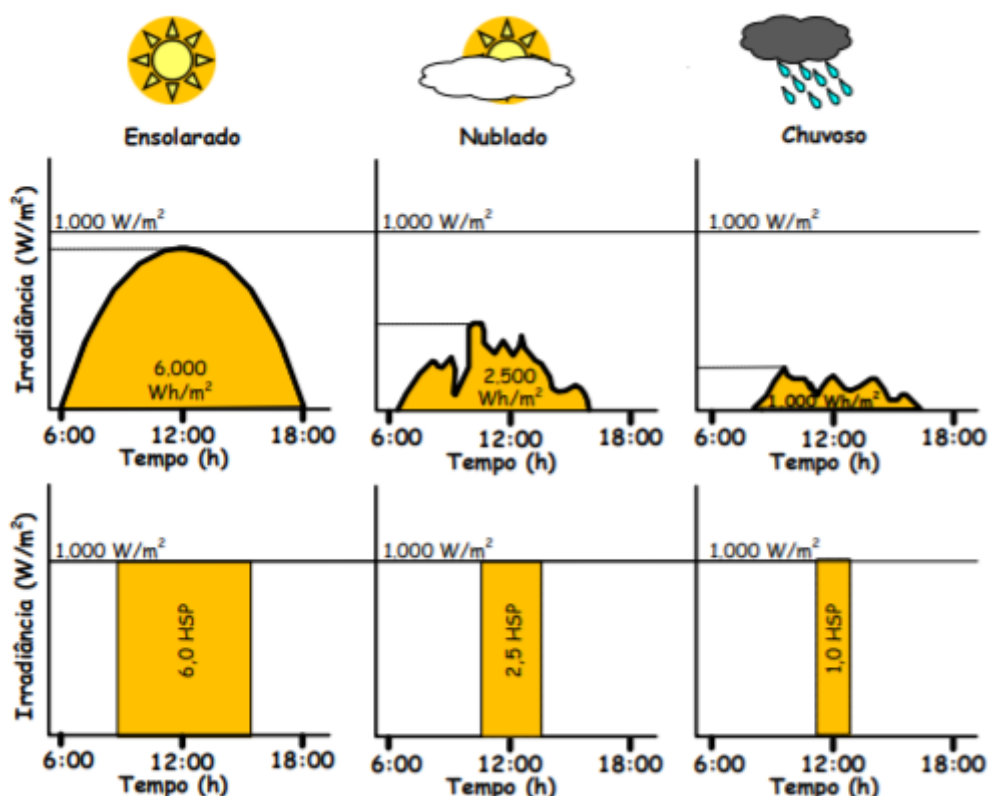 Ensolarado
Nublado
Chuvoso
Irradiância (W/m²)
1.000 W/m²
1.000 W/m²
1.000 W/m²
6.000
Wh/m²
2.500
Wh/m²
1.000 Wh/m²
6:00 12:00 18:00
Tempo (h)
6:00 12:00 18:00
Tempo (h)
6:00 12:00 18:00
Tempo (h)
Irradiância (W/m²)
1.000 W/m²
1.000 W/m²
1.000 W/m²
6,0 HSP
2,5 HSP
1,0 HSP
6:00 12:00 18:00
Tempo (h)
6:00 12:00 18:00
Tempo (h)
6:00 12:00 18:00
Tempo (h)